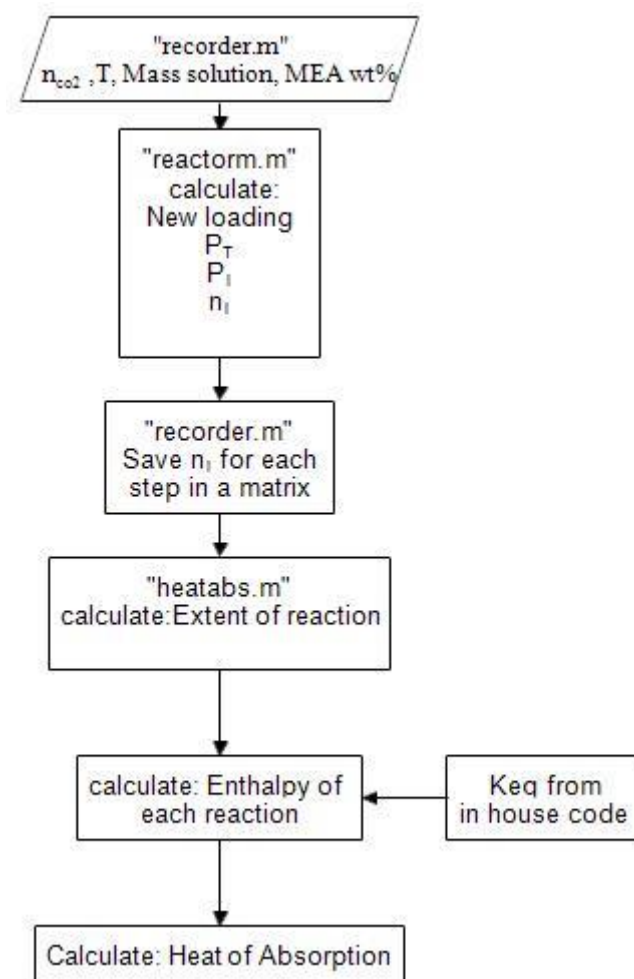 "recorder.m"
n_co2 ,T, Mass solution, MEA wt%
"reactorm.m"
calculate:
New loading
P_T
P_i
n_i
"recorder.m"
Save n_i for each
step in a matrix
"heatabs.m"
calculate:Extent of reaction
calculate: Enthalpy of
each reaction
Keq from
in house code
Calculate: Heat of Absorption